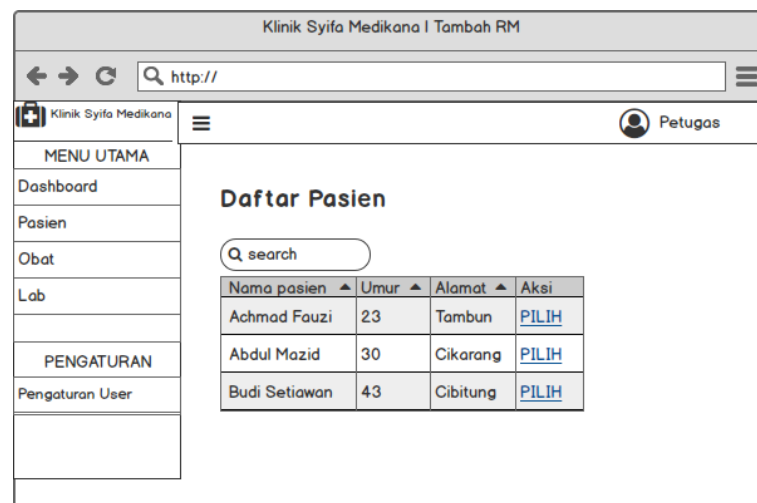 Klinik Syifa Medikana | Tambah RM
http://
Klinik Syifa Medikana
Petugas
MENU UTAMA
Dashboard
Pasien
Obat
Lab
PENGATURAN
Pengaturan User
Daftar Pasien
search
Nama pasien Umur Alamat Aksi
Achmad Fauzi 23 Tambun PILIH
Abdul Mazid 30 Cikarang PILIH
Budi Setiawan 43 Cibitung PILIH